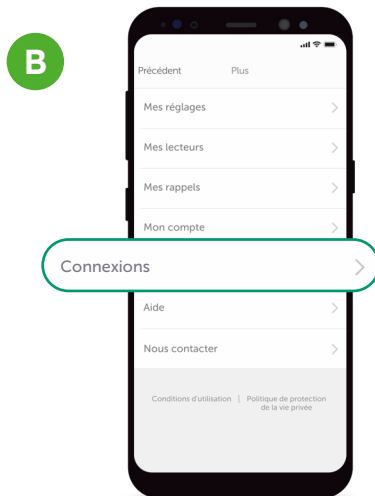 B
Précédent Plus
Mes réglages
Mes lecteurs
Mes rappels
Mon compte
Connexions
Aide
Nous contacter
Conditions d'utilisation | Politique de protection
de la vie privée